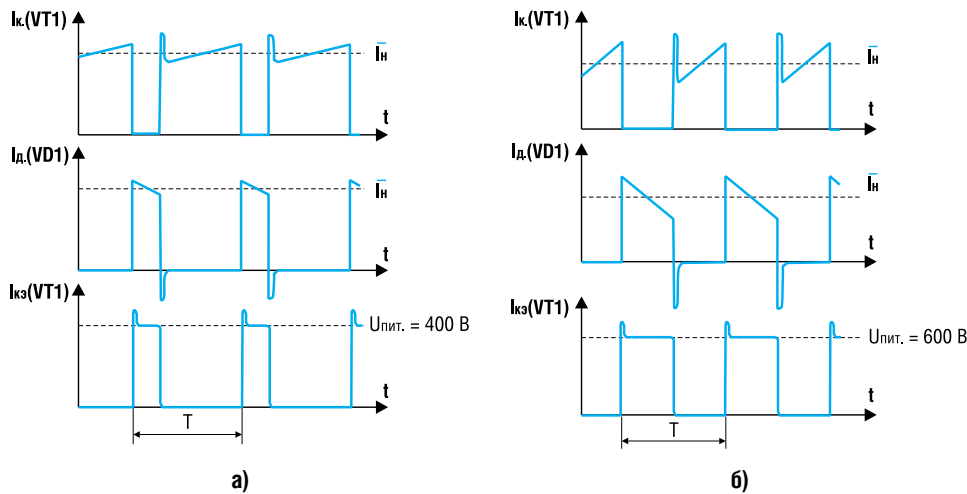 Iк.(VT1)
Iн
t
Iд.(VD1)
Iн
t
Iкэ(VT1)
Uпит. = 400 В
t
T
а)
Iк.(VT1)
Iн
t
Iд.(VD1)
Iн
t
Iкэ(VT1)
Uпит. = 600 В
t
T
б)